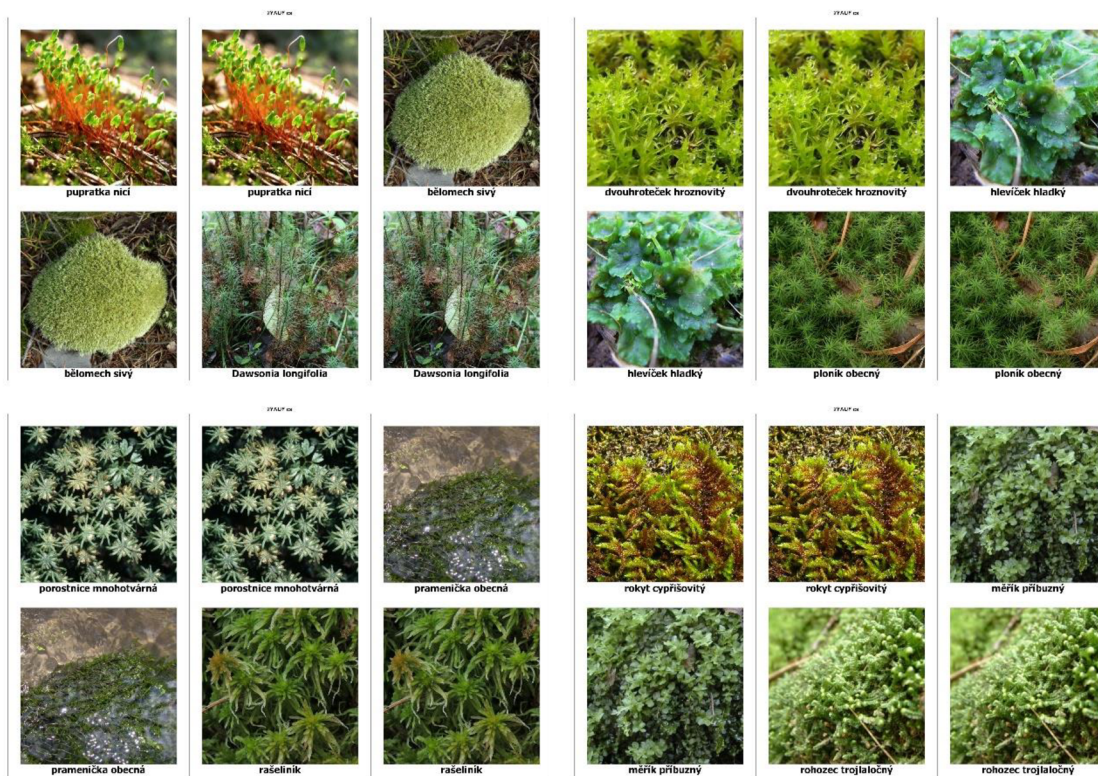 pupratka nicí pupratka nicí bělomech sivý
bělomech sivý Dawsonia longifolia Dawsonia longifolia
dvouhroteček hroznovitý dvouhroteček hroznovitý hlevíček hladký
hlevíček hladký ploník obecný ploník obecný
porostnice mnohotvárná porostnice mnohotvárná pramenička obecná
pramenička obecná rašeliník rašeliník
rokyt cypřišovitý rokyt cypřišovitý měřík příbuzný
měřík příbuzný rohozec trojlaločný rohozec trojlaločný